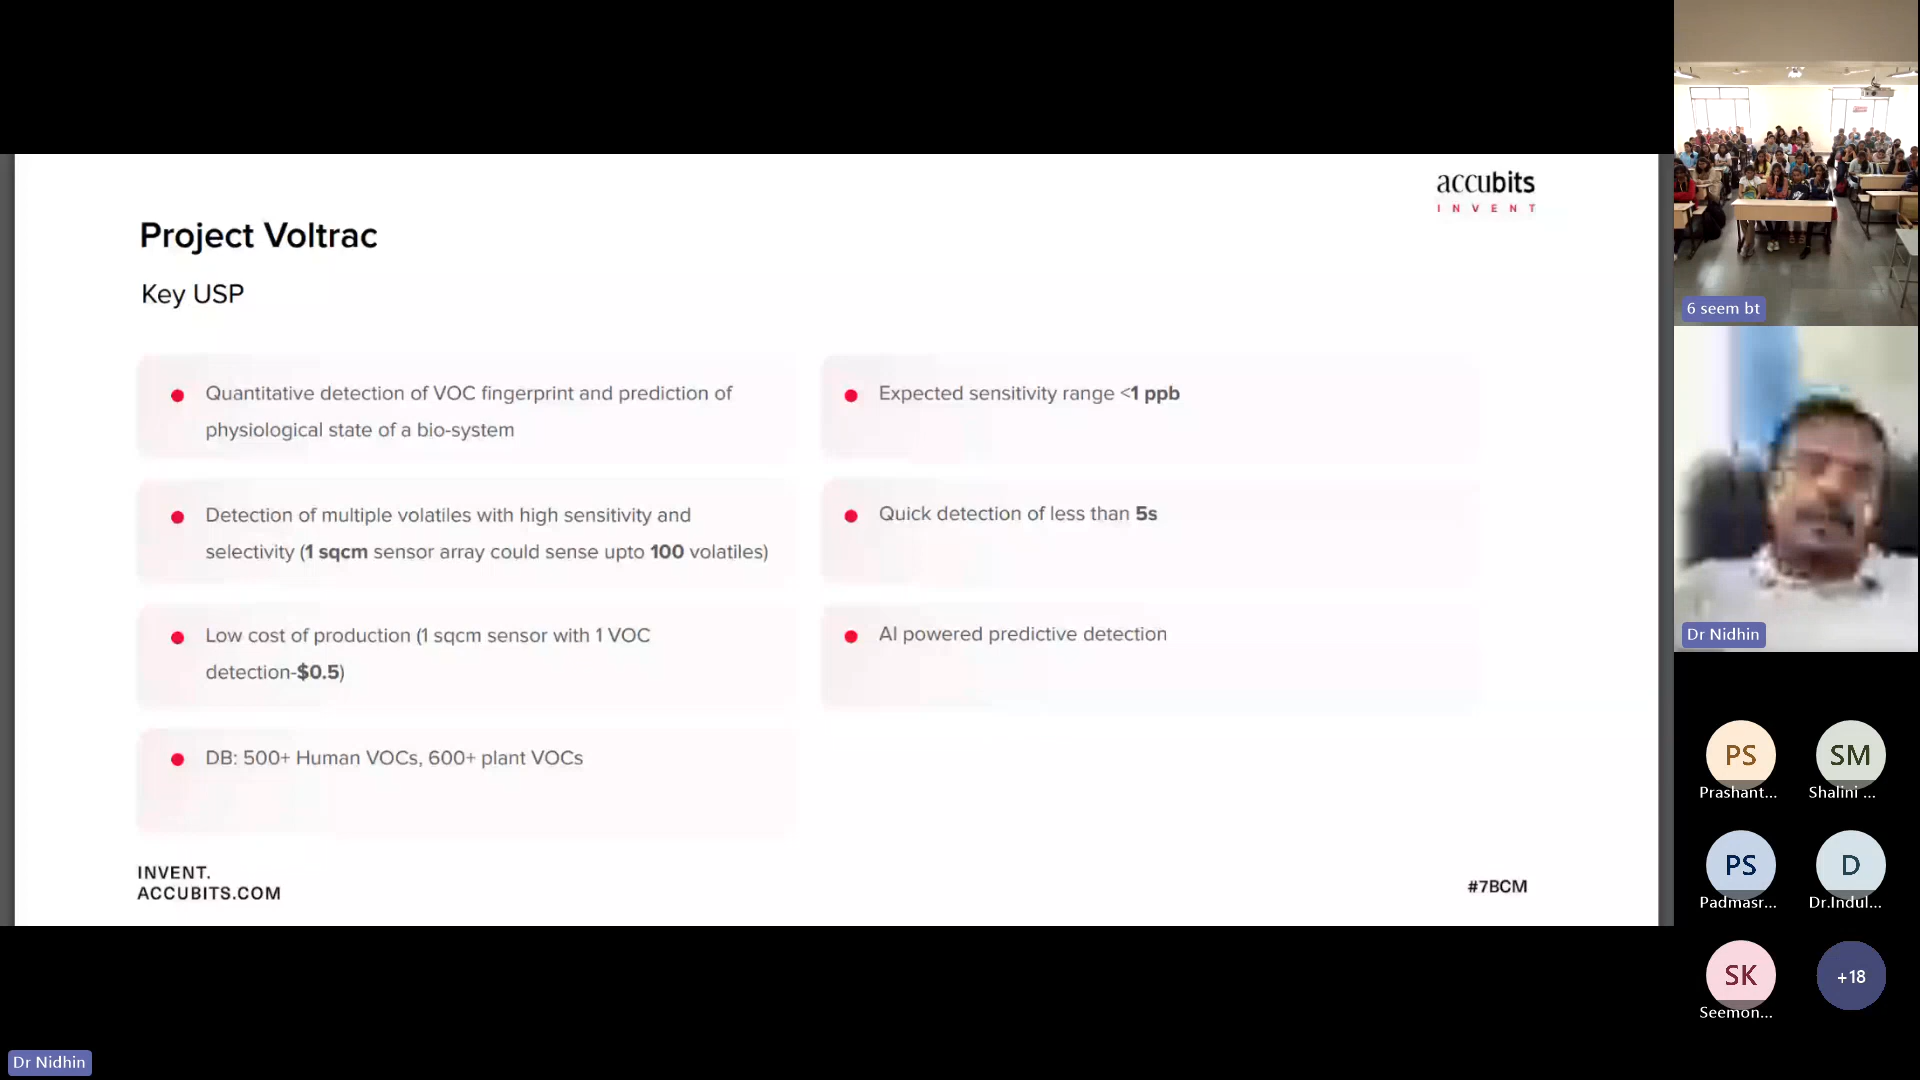 accubits
INVENT
Project Voltrac
Key USP
Quantitative detection of VOC fingerprint and prediction of
physiological state of a bio-system
Detection of multiple volatiles with high sensitivity and
selectivity (1 sqcm sensor array could sense upto 100 volatiles)
Low cost of production (1 sqcm sensor with 1 VOC
detection-$0.5)
DB: 500+ Human VOCs, 600+ plant VOCs
Expected sensitivity range <1 ppb
Quick detection of less than 5s
AI powered predictive detection
INVENT.
ACCUBITS.COM
#7BCM
6 seem bt
Dr Nidhin
PS
Prashant...
SM
Shalini ...
PS
Padmasr...
D
Dr.Indul...
SK
Seemon...
+18
Dr Nidhin